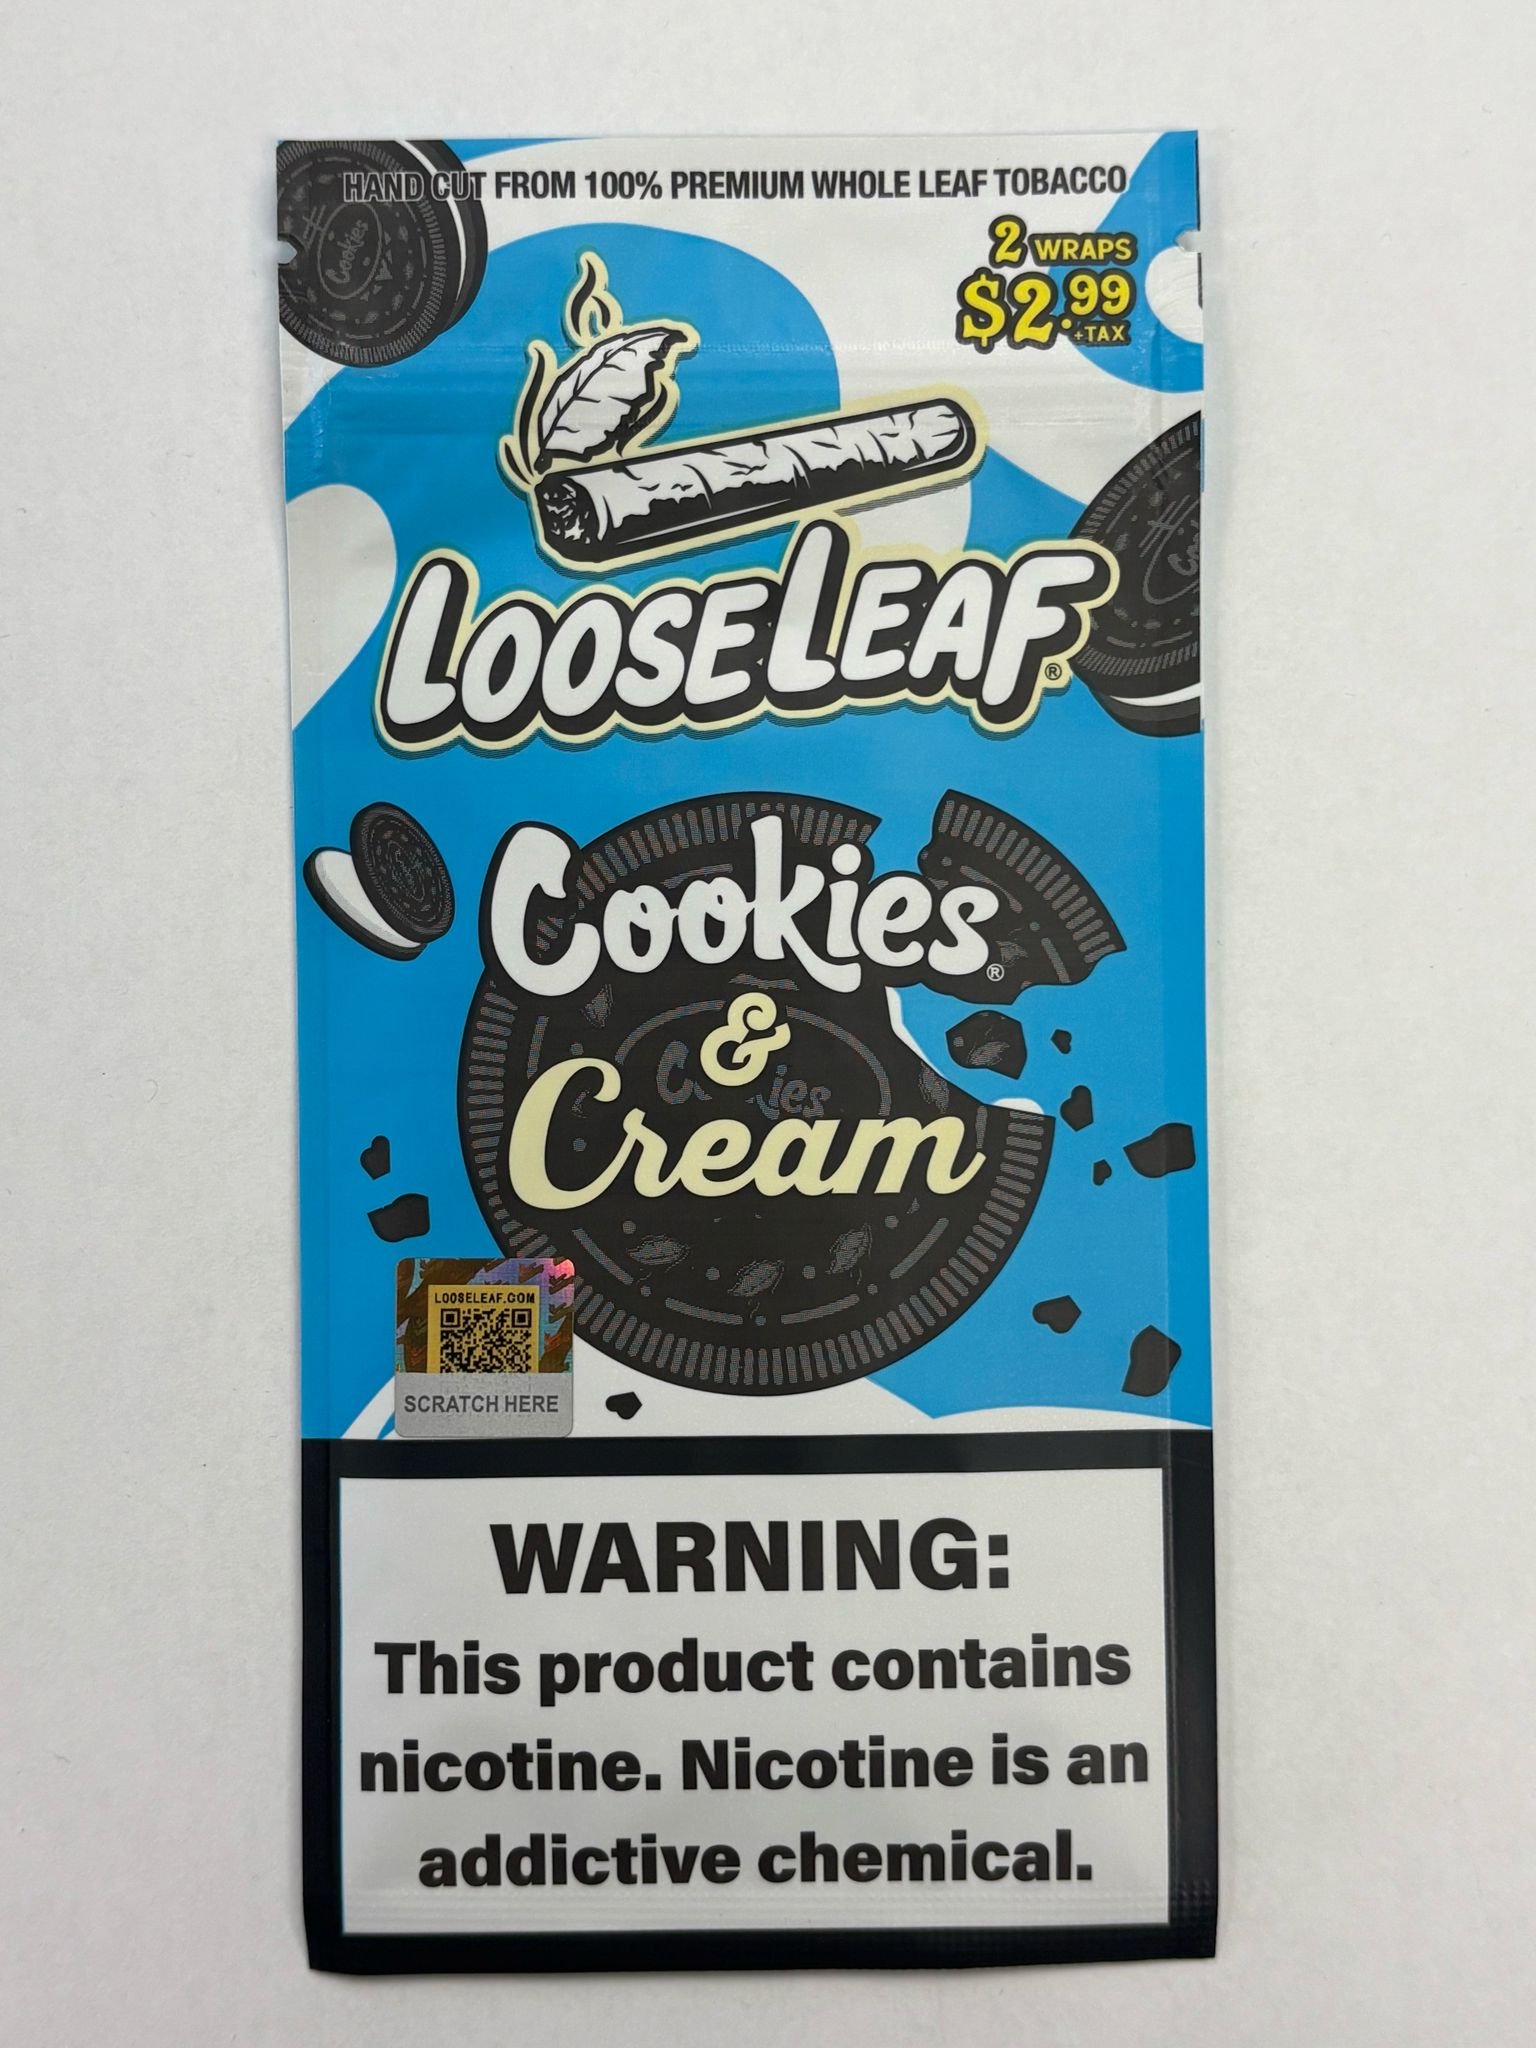 HAND CUT FROM 100% PREMIUM WHOLE LEAF TOBACCO
Cookies
2 WRAPS
$2.99
+TAX
LOOSELEAF®
Cookies®
&
Cream
LOOSELEAF.COM
SCRATCH HERE
WARNING:
This product contains
nicotine. Nicotine is an
addictive chemical.